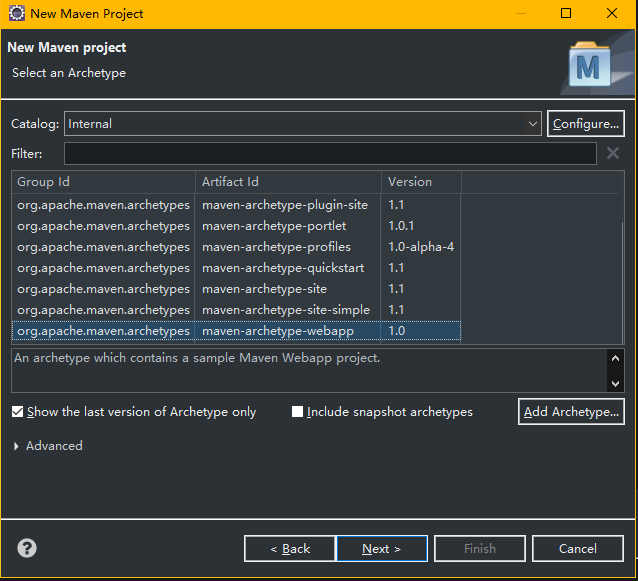 New Maven Project
New Maven project
Select an Archetype
M
Catalog: Internal Configure...
Filter:
Group Id Artifact Id Version
org.apache.maven.archetypes maven-archetype-plugin-site 1.1
org.apache.maven.archetypes maven-archetype-portlet 1.0.1
org.apache.maven.archetypes maven-archetype-profiles 1.0-alpha-4
org.apache.maven.archetypes maven-archetype-quickstart 1.1
org.apache.maven.archetypes maven-archetype-site 1.1
org.apache.maven.archetypes maven-archetype-site-simple 1.1
org.apache.maven.archetypes maven-archetype-webapp 1.0
An archetype which contains a sample Maven Webapp project.
Show the last version of Archetype only Include snapshot archetypes Add Archetype...
Advanced
? < Back Next > Finish Cancel